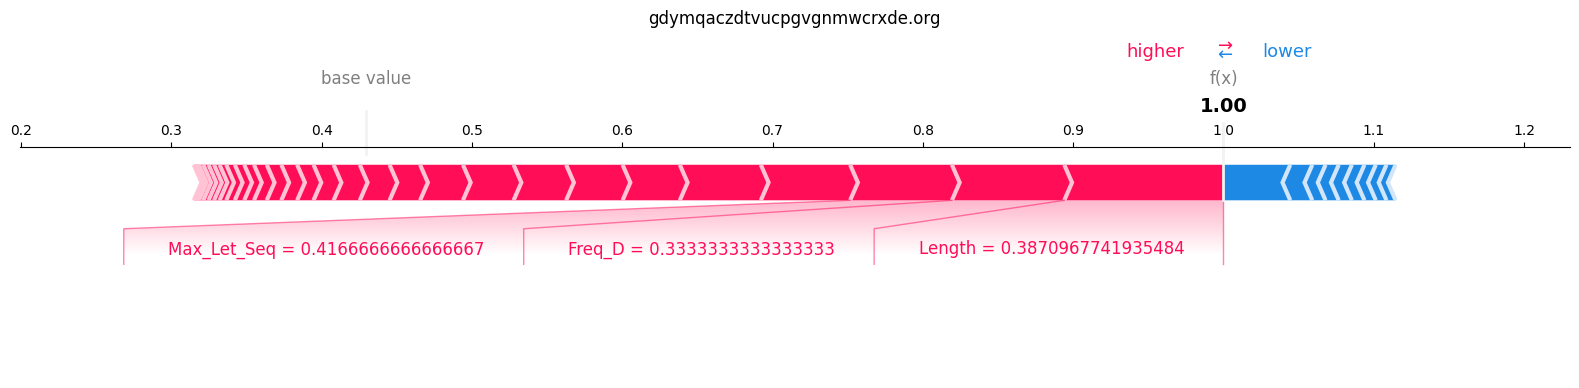 gdymqaczdtvucpgvgnmwcrxde.org
higher ⇄ lower
base value f(x)
1.00
0.2 0.3 0.4 0.5 0.6 0.7 0.8 0.9 1.0 1.1 1.2
Max_Let_Seq = 0.4166666666666667 Freq_D = 0.3333333333333333 Length = 0.3870967741935484